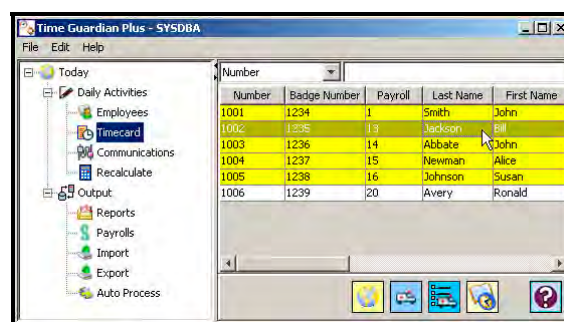 Time Guardian Plus - SYSDBA
File Edit Help
Today
Daily Activities
Employees
Timecard
Communications
Recalculate
Output
Reports
Payrolls
Import
Export
Auto Process
Number
Number Badge Number Payroll Last Name First Name
1001 1234 1 Smith John
1002 1235 13 Jackson Bill
1003 1236 14 Abbate John
1004 1237 15 Newman Alice
1005 1238 16 Johnson Susan
1006 1239 20 Avery Ronald